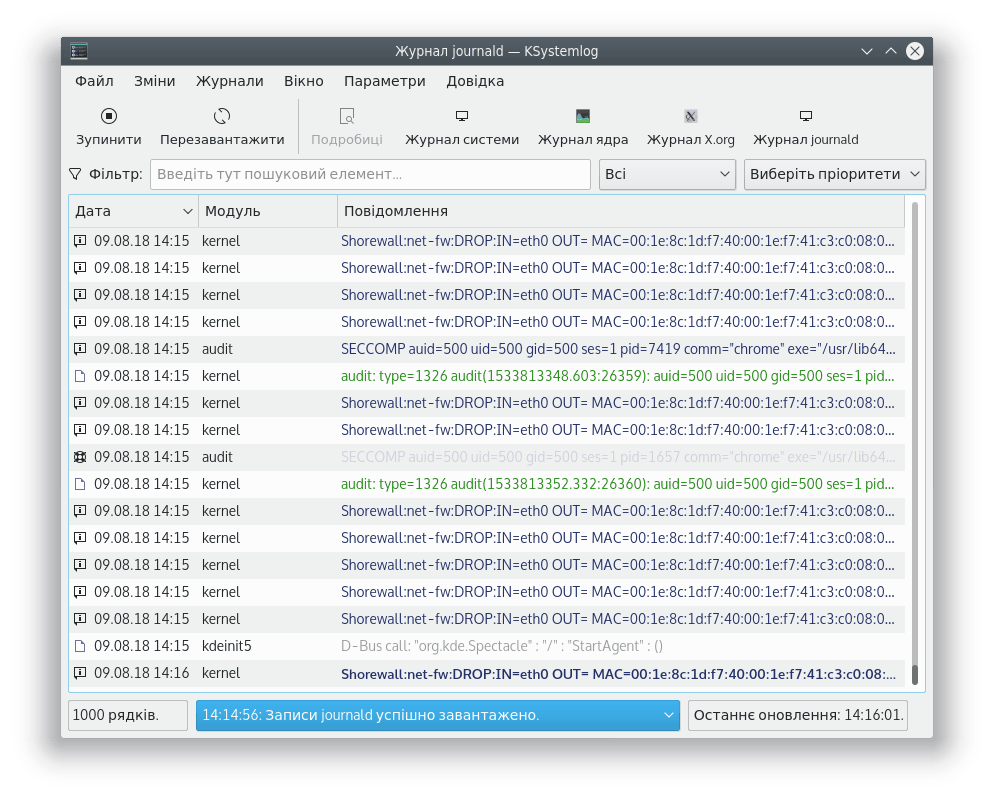 Журнал journald — KSystemlog
Файл Зміни Журнали Вікно Параметри Довідка
Зупинити Перезавантажити Подробиці Журнал системи Журнал ядра Журнал X.org Журнал journald
Фільтр: Введіть тут пошуковий елемент... Всі Виберіть пріоритети
Дата Модуль Повідомлення
09.08.18 14:15 kernel Shorewall:net-fw:DROP:IN=eth0 OUT= MAC=00:1e:8c:1d:f7:40:00:1e:f7:41:c3:c0:08:0...
09.08.18 14:15 kernel Shorewall:net-fw:DROP:IN=eth0 OUT= MAC=00:1e:8c:1d:f7:40:00:1e:f7:41:c3:c0:08:0...
09.08.18 14:15 kernel Shorewall:net-fw:DROP:IN=eth0 OUT= MAC=00:1e:8c:1d:f7:40:00:1e:f7:41:c3:c0:08:0...
09.08.18 14:15 kernel Shorewall:net-fw:DROP:IN=eth0 OUT= MAC=00:1e:8c:1d:f7:40:00:1e:f7:41:c3:c0:08:0...
09.08.18 14:15 audit SECCOMP auid=500 uid=500 gid=500 ses=1 pid=7419 comm="chrome" exe="/usr/lib64...
09.08.18 14:15 kernel audit: type=1326 audit(1533813348.603:26359): auid=500 uid=500 gid=500 ses=1 pid...
09.08.18 14:15 kernel Shorewall:net-fw:DROP:IN=eth0 OUT= MAC=00:1e:8c:1d:f7:40:00:1e:f7:41:c3:c0:08:0...
09.08.18 14:15 kernel Shorewall:net-fw:DROP:IN=eth0 OUT= MAC=00:1e:8c:1d:f7:40:00:1e:f7:41:c3:c0:08:0...
09.08.18 14:15 audit SECCOMP auid=500 uid=500 gid=500 ses=1 pid=1657 comm="chrome" exe="/usr/lib64...
09.08.18 14:15 kernel audit: type=1326 audit(1533813352.332:26360): auid=500 uid=500 gid=500 ses=1 pid...
09.08.18 14:15 kernel Shorewall:net-fw:DROP:IN=eth0 OUT= MAC=00:1e:8c:1d:f7:40:00:1e:f7:41:c3:c0:08:0...
09.08.18 14:15 kernel Shorewall:net-fw:DROP:IN=eth0 OUT= MAC=00:1e:8c:1d:f7:40:00:1e:f7:41:c3:c0:08:0...
09.08.18 14:15 kernel Shorewall:net-fw:DROP:IN=eth0 OUT= MAC=00:1e:8c:1d:f7:40:00:1e:f7:41:c3:c0:08:0...
09.08.18 14:15 kernel Shorewall:net-fw:DROP:IN=eth0 OUT= MAC=00:1e:8c:1d:f7:40:00:1e:f7:41:c3:c0:08:0...
09.08.18 14:15 kernel Shorewall:net-fw:DROP:IN=eth0 OUT= MAC=00:1e:8c:1d:f7:40:00:1e:f7:41:c3:c0:08:0...
09.08.18 14:15 kdeinit5 D-Bus call: "org.kde.Spectacle" : "/" : "StartAgent" : ()
09.08.18 14:16 kernel Shorewall:net-fw:DROP:IN=eth0 OUT= MAC=00:1e:8c:1d:f7:40:00:1e:f7:41:c3:c0:08:...
1000 рядків. 14:14:56: Записи journald успішно завантажено. Останнє оновлення: 14:16:01.